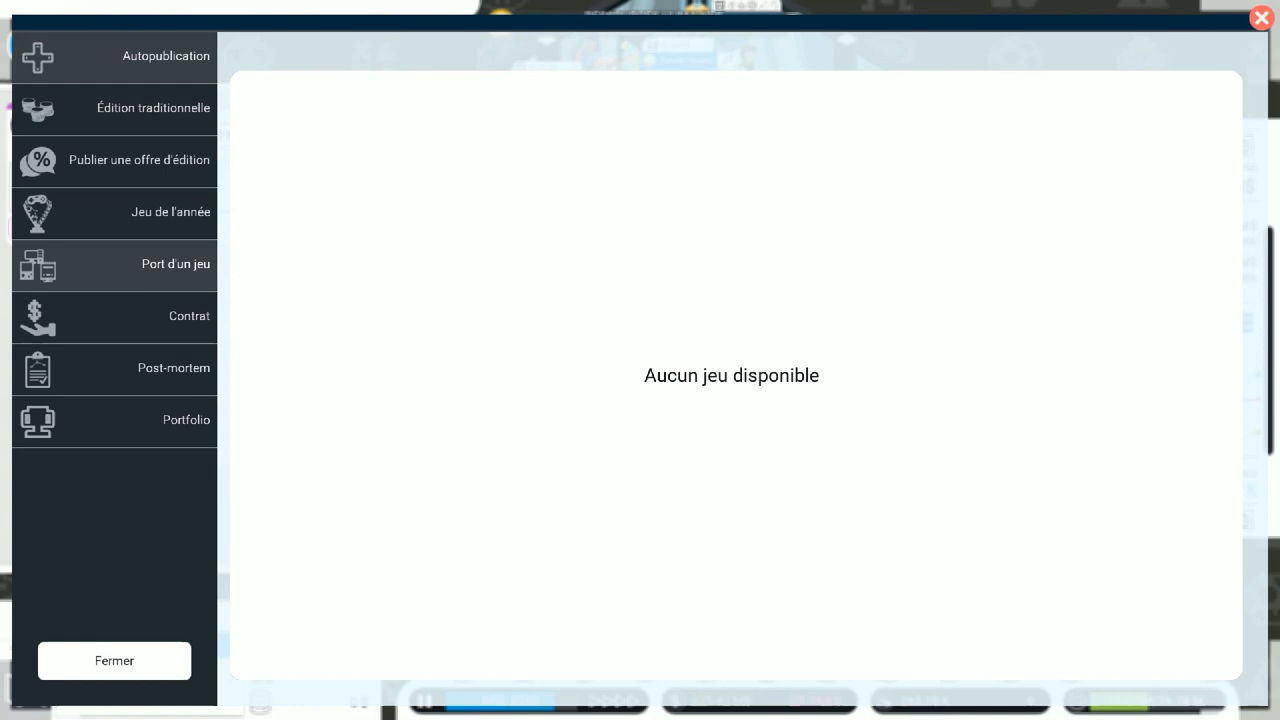 Autopublication
Édition traditionnelle
Publier une offre d'édition
Jeu de l'année
Port d'un jeu
Contrat
Post-mortem
Portfolio
Aucun jeu disponible
Fermer